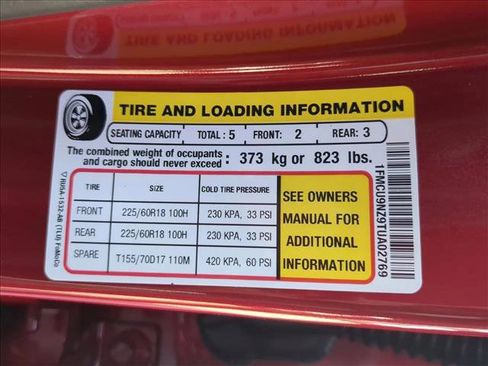 TIRE AND LOADING INFORMATION
SEATING CAPACITY TOTAL : 5 FRONT: 2 REAR: 3
The combined weight of occupants
and cargo should never exceed : 373 kg or 823 lbs.
TIRE SIZE COLD TIRE PRESSURE
FRONT 225/60R18 100H 230 KPA, 33 PSI
REAR 225/60R18 100H 230 KPA, 33 PSI
SPARE T155/70D17 110M 420 KPA, 60 PSI
SEE OWNERS
MANUAL FOR
ADDITIONAL
INFORMATION
1FMCU9NZ9TUA02769